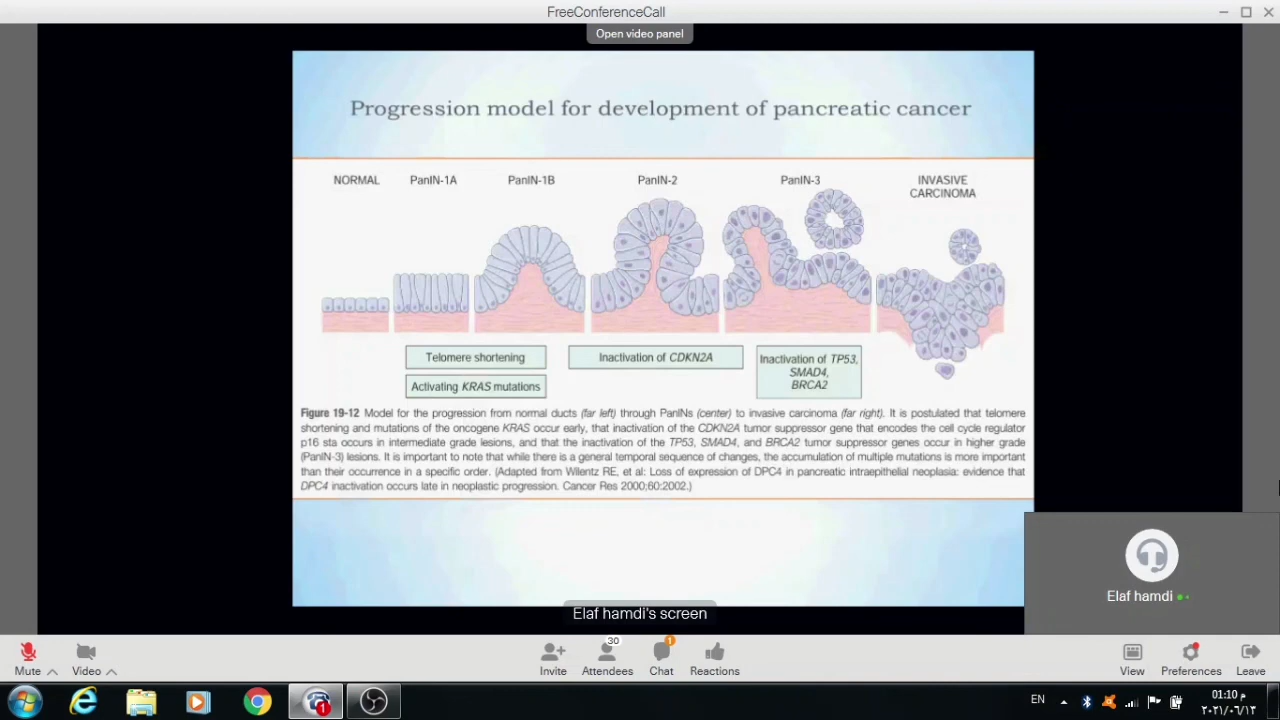 FreeConferenceCall
Open video panel
Progression model for development of pancreatic cancer
NORMAL PanIN-1A PanIN-1B PanIN-2 PanIN-3 INVASIVE CARCINOMA
Telomere shortening
Activating KRAS mutations
Inactivation of CDKN2A
Inactivation of TP53,
SMAD4,
BRCA2
Figure 19-12 Model for the progression from normal ducts (far left) through PanINs (center) to invasive carcinoma (far right). It is postulated that telomere
shortening and mutations of the oncogene KRAS occur early, that inactivation of the CDKN2A tumor suppressor gene that encodes the cell cycle regulator
p16 sta occurs in intermediate grade lesions, and that the inactivation of the TP53, SMAD4, and BRCA2 tumor suppressor genes occur in higher grade
(PanIN-3) lesions. It is important to note that while there is a general temporal sequence of changes, the accumulation of multiple mutations is more important
than their occurrence in a specific order. (Adapted from Wilentz RE, et al: Loss of expression of DPC4 in pancreatic intraepithelial neoplasia: evidence that
DPC4 inactivation occurs late in neoplastic progression. Cancer Res 2000;60:2002.)
Elaf hamdi
Elaf hamdi's screen
Mute Video Invite 30 Attendees 1 Chat Reactions View Preferences Leave
1
EN
01:10 م
٢٠٢١/٠٦/١٣